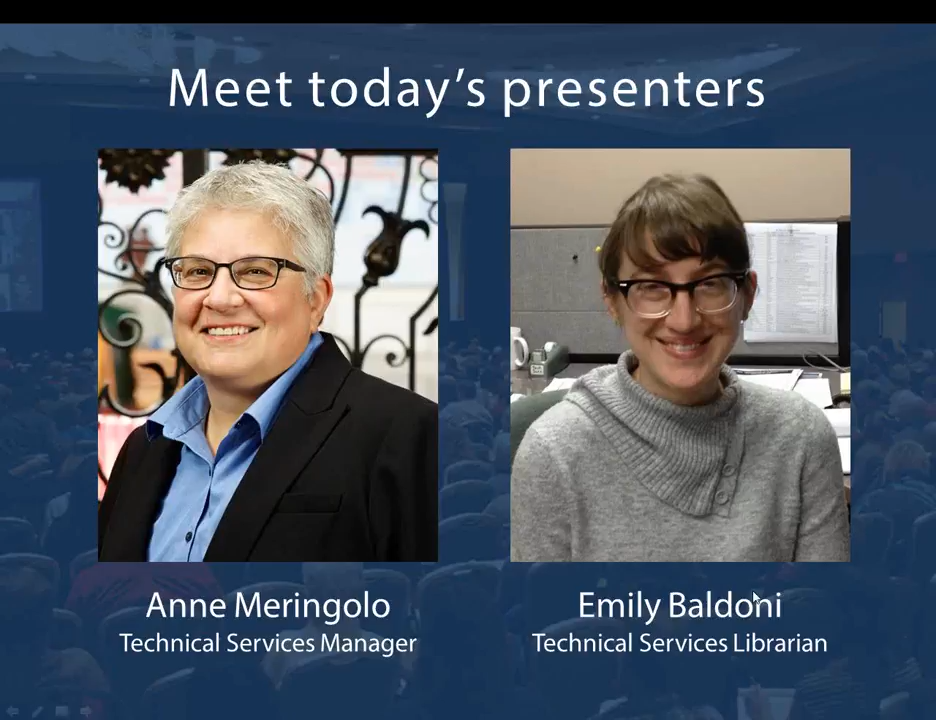 Meet today's presenters
Anne Meringolo
Technical Services Manager
Emily Baldoni
Technical Services Librarian